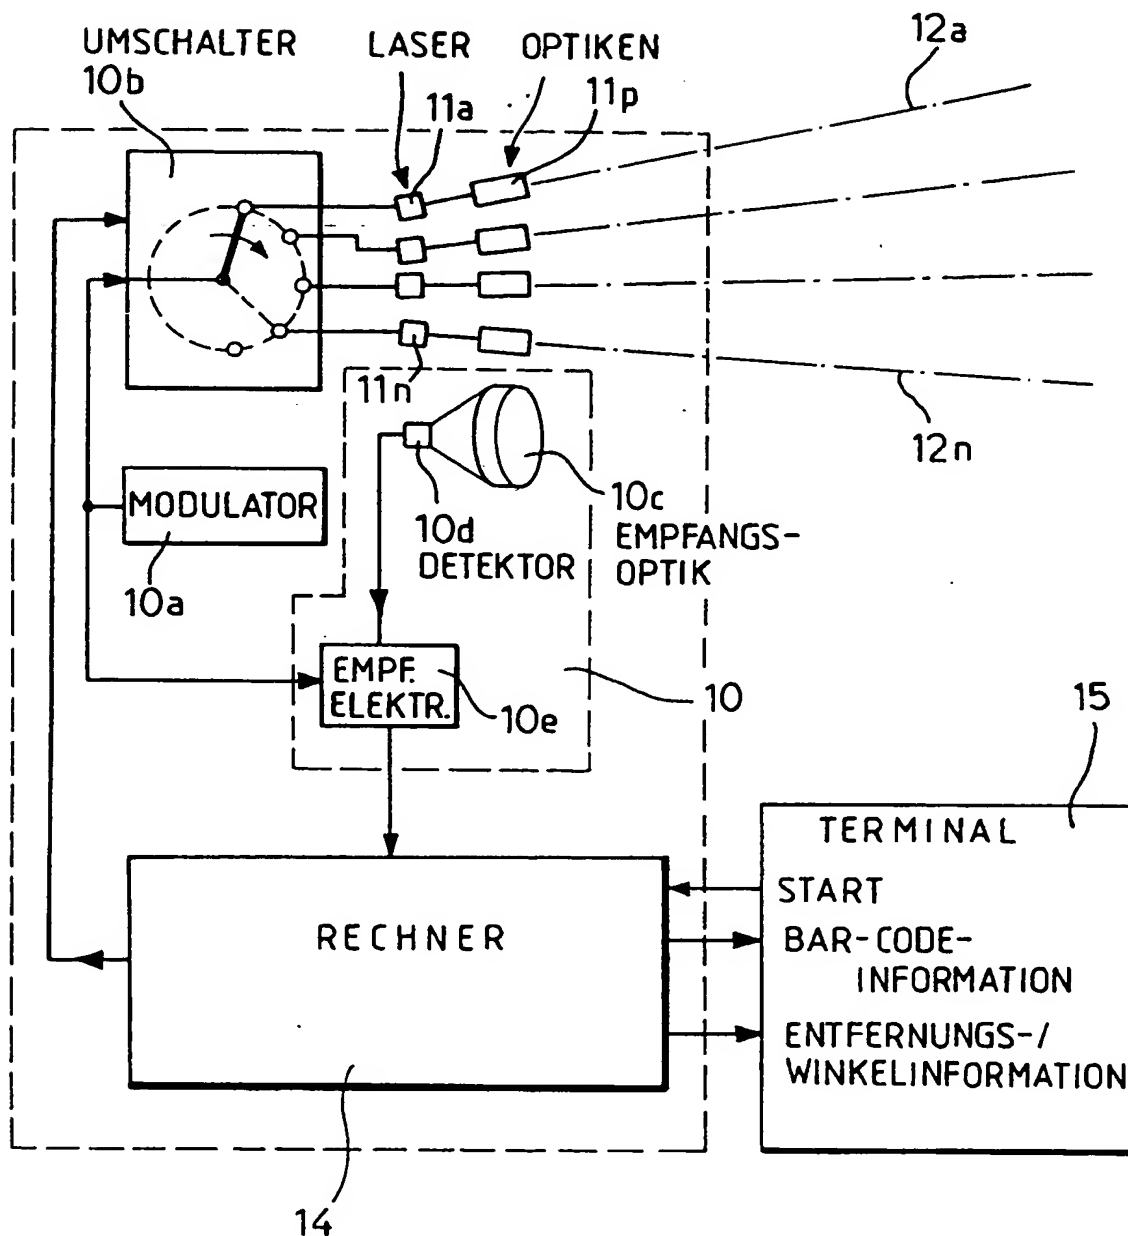 UMSCHALTER
10b
LASER
OPTIKEN
11a
11p
12a
11n
12n
MODULATOR
10a
10d
DETEKTOR
10c
EMPFANGS-
OPTIK
EMPF.
ELEKTR.
10e
10
15
TERMINAL
START
BAR-CODE-
INFORMATION
ENTFERNUNGS-/
WINKELINFORMATION
RECHNER
14